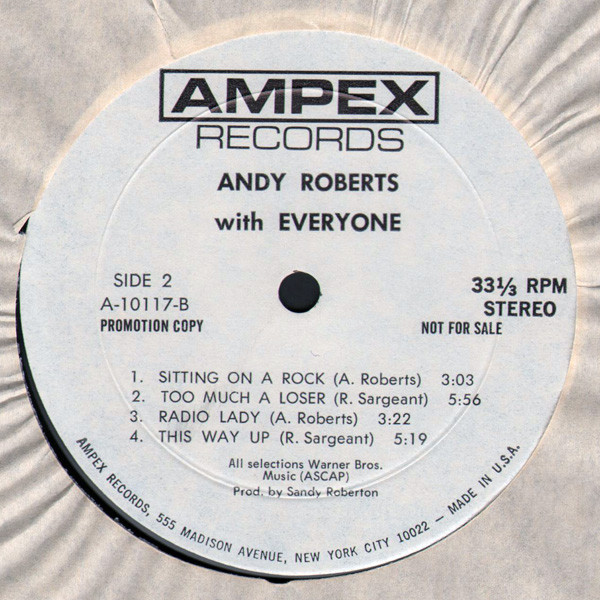 AMPEX
RECORDS
ANDY ROBERTS
with EVERYONE
SIDE 2
A-10117-B
PROMOTION COPY
33⅓ RPM
STEREO
NOT FOR SALE
1. SITTING ON A ROCK (A. Roberts) 3:03
2. TOO MUCH A LOSER (R. Sargeant) 5:56
3. RADIO LADY (A. Roberts) 3:22
4. THIS WAY UP (R. Sargeant) 5:19
All selections Warner Bros.
Music (ASCAP)
Prod. by Sandy Roberton
AMPEX RECORDS, 555 MADISON AVENUE, NEW YORK CITY 10022 – MADE IN U.S.A.